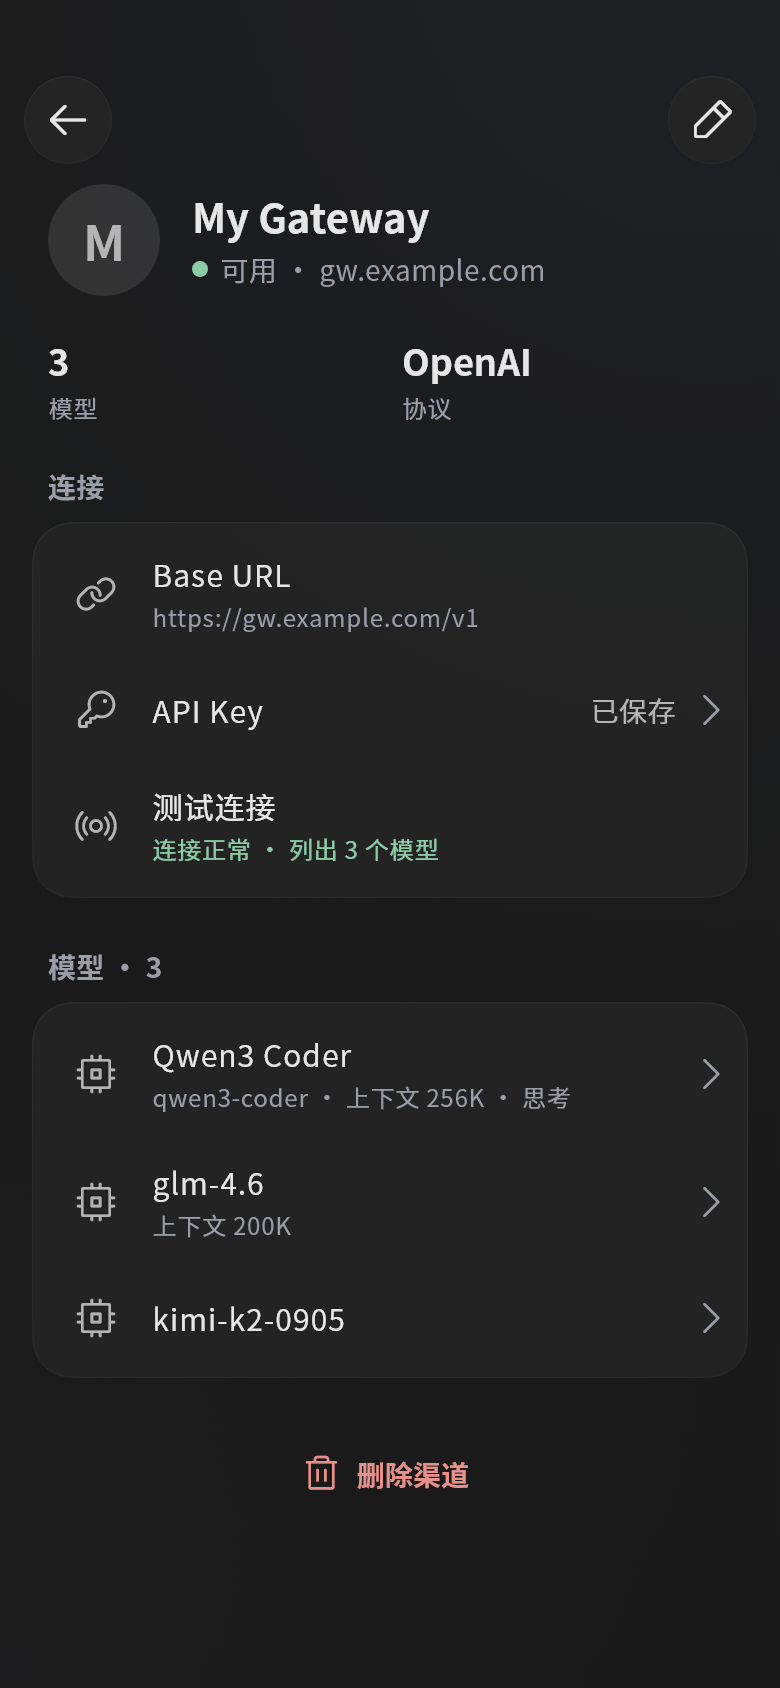 M
My Gateway
可用 · gw.example.com
3
模型
OpenAI
协议
连接
Base URL
https://gw.example.com/v1
API Key
已保存
测试连接
连接正常 · 列出 3 个模型
模型 · 3
Qwen3 Coder
qwen3-coder · 上下文 256K · 思考
glm-4.6
上下文 200K
kimi-k2-0905
删除渠道